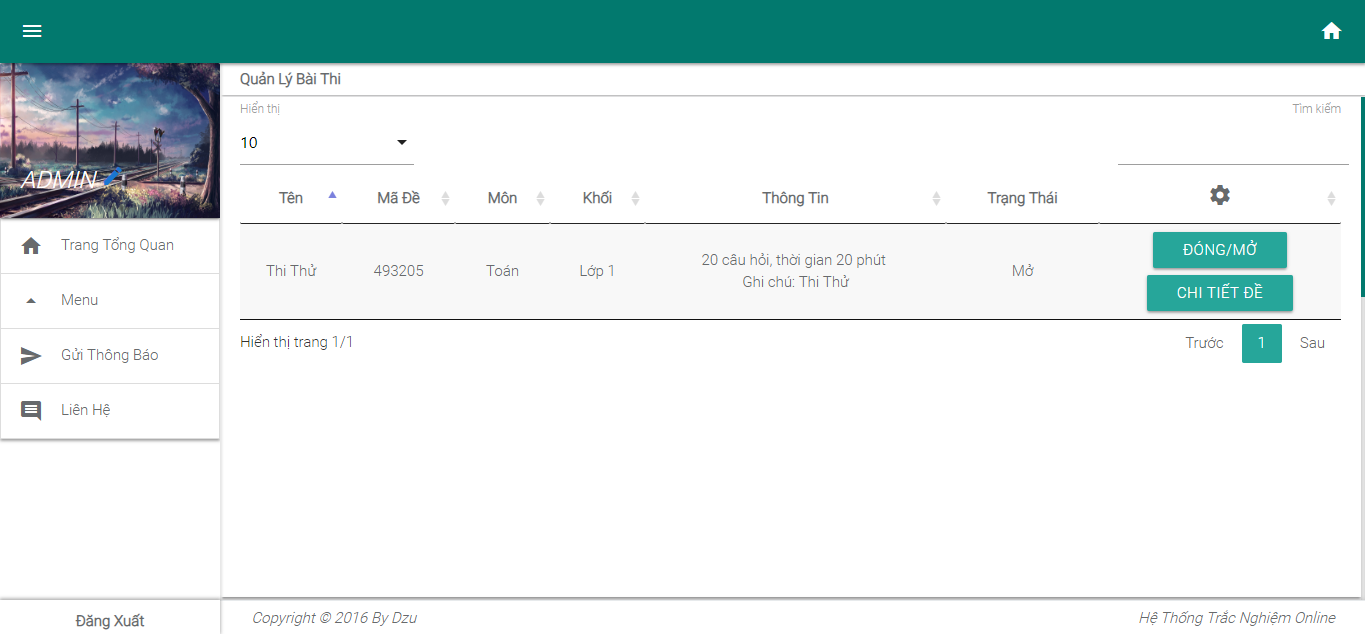 Quản Lý Bài Thi
ADMIN
Trang Tổng Quan
Menu
Gửi Thông Báo
Liên Hệ
Đăng Xuất
Hiển thị
Tìm kiếm
10
Tên Mã Đề Môn Khối Thông Tin Trạng Thái
Thi Thử 493205 Toán Lớp 1 20 câu hỏi, thời gian 20 phút Mở ĐÓNG/MỞ
Ghi chú: Thi Thử CHI TIẾT ĐỀ
Hiển thị trang 1/1
Trước 1 Sau
Copyright © 2016 By Dzu
Hệ Thống Trắc Nghiệm Online